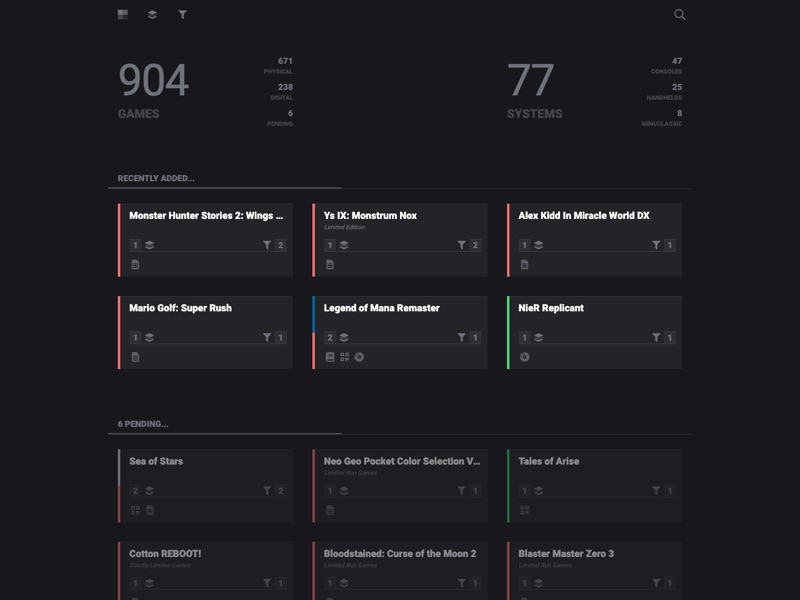 904
GAMES
671
PHYSICAL
238
DIGITAL
6
PENDING
77
SYSTEMS
47
CONSOLES
25
HANDHELDS
8
MINI/CLASSIC
RECENTLY ADDED...
Monster Hunter Stories 2: Wings ...
1 2
Ys IX: Monstrum Nox
Limited Edition
1 2
Alex Kidd In Miracle World DX
1 1
Mario Golf: Super Rush
1 1
Legend of Mana Remaster
2 1
NieR Replicant
1 1
6 PENDING...
Sea of Stars
2 2
Neo Geo Pocket Color Selection V...
Limited Run Games
1 1
Tales of Arise
1 1
Cotton REBOOT!
Strictly Limited Games
1 1
Bloodstained: Curse of the Moon 2
Limited Run Games
1 1
Blaster Master Zero 3
Limited Run Games
1 1